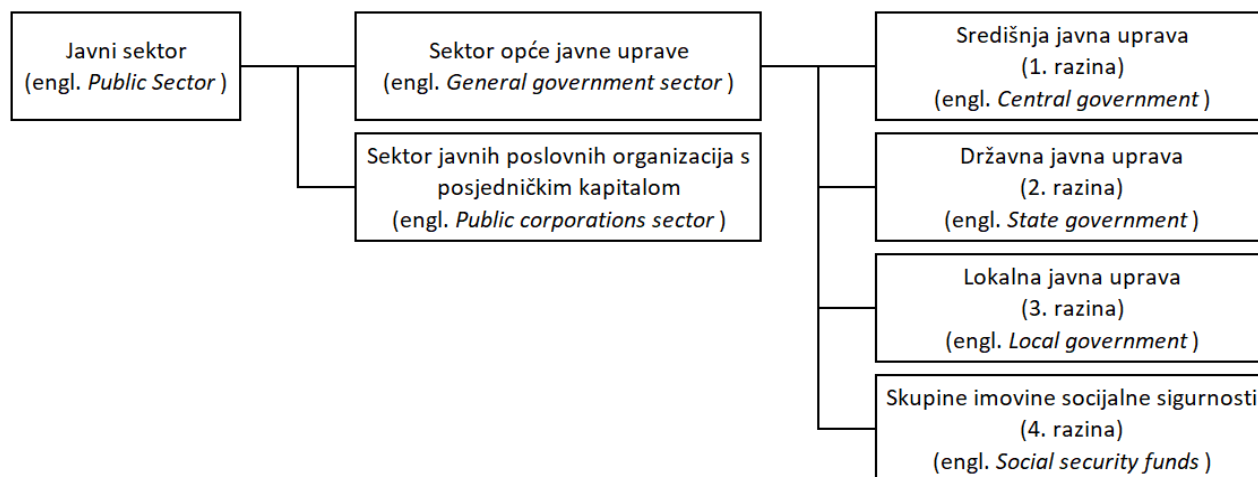 Javni sektor
(engl. Public Sector )
Sektor opće javne uprave
(engl. General government sector )
Sektor javnih poslovnih organizacija s
posjedničkim kapitalom
(engl. Public corporations sector )
Središnja javna uprava
(1. razina)
(engl. Central government )
Državna javna uprava
(2. razina)
(engl. State government )
Lokalna javna uprava
(3. razina)
(engl. Local government )
Skupine imovine socijalne sigurnosti
(4. razina)
(engl. Social security funds )